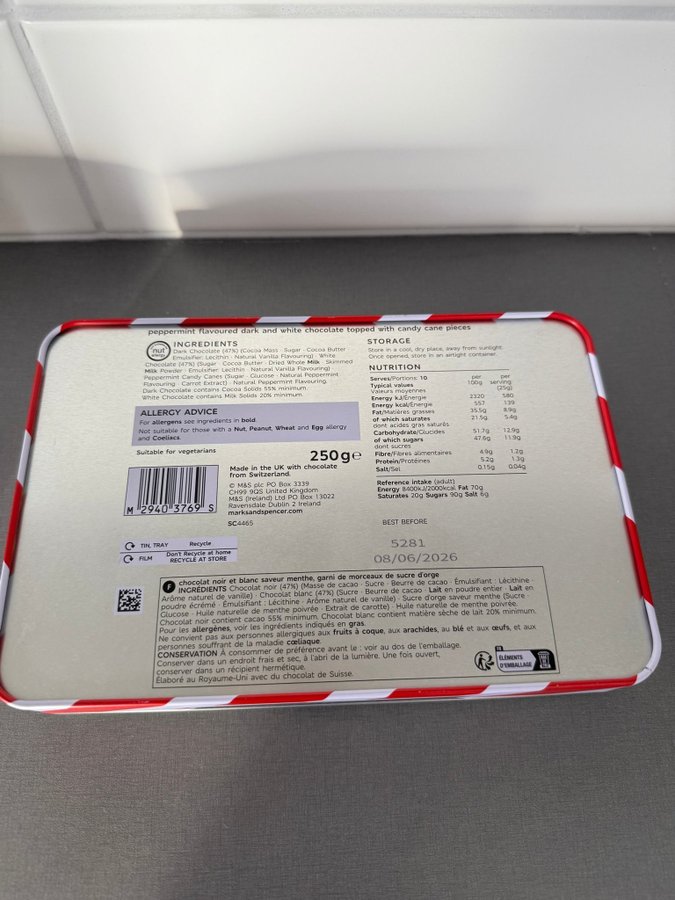 peppermint flavoured dark and white chocolate topped with candy cane pieces
nut
INGREDIENTS
Dark Chocolate (47%) (Cocoa Mass · Sugar · Cocoa Butter ·
Emulsifier: Lecithin · Natural Vanilla Flavouring) · White
Chocolate (47%) (Sugar · Cocoa Butter · Dried Whole Milk · Skimmed
Milk Powder · Emulsifier: Lecithin · Natural Vanilla Flavouring) ·
Peppermint Candy Canes (Sugar · Glucose · Natural Peppermint
Flavouring · Carrot Extract) · Natural Peppermint Flavouring.
Dark Chocolate contains Cocoa Solids 55% minimum.
White Chocolate contains Milk Solids 20% minimum.
ALLERGY ADVICE
For allergens see ingredients in bold.
Not suitable for those with a Nut, Peanut, Wheat and Egg allergy
and Coeliacs.
Suitable for vegetarians
250g e
Made in the UK with chocolate
from Switzerland.
© M&S plc PO Box 3339
CH99 9QS United Kingdom
M&S (Ireland) Ltd PO Box 13022
Ravensdale Dublin 2 Ireland
marksandspencer.com
SC4465
M 2940 3769 S
TIN, TRAY Recycle
FILM Don't Recycle at home
RECYCLE AT STORE
STORAGE
Store in a cool, dry place, away from sunlight.
Once opened, store in an airtight container.
NUTRITION
Serves/Portions: 10
Typical values per 100g per serving (25g)
Valeurs moyennes
Energy kJ/Énergie 2320 580
Energy kcal/Énergie 557 139
Fat/Matières grasses 35.5g 8.9g
of which saturates 21.5g 5.4g
dont acides gras saturés
Carbohydrate/Glucides 51.7g 12.9g
of which sugars 47.6g 11.9g
dont sucres
Fibre/Fibres alimentaires 4.9g 1.2g
Protein/Protéines 5.2g 1.3g
Salt/Sel 0.15g 0.04g
Reference intake (adult)
Energy 8400kJ/2000kcal Fat 70g
Saturates 20g Sugars 90g Salt 6g
BEST BEFORE
5281
08/06/2026
F chocolat noir et blanc saveur menthe, garni de morceaux de sucre d'orge
INGRÉDIENTS Chocolat noir (47%) (Masse de cacao · Sucre · Beurre de cacao · Émulsifiant : Lécithine ·
Arôme naturel de vanille) · Chocolat blanc (47%) (Sucre · Beurre de cacao · Lait en poudre entier · Lait en
poudre écrémé · Émulsifiant : Lécithine · Arôme naturel de vanille) · Sucre d'orge saveur menthe (Sucre ·
Glucose · Huile naturelle de menthe poivrée · Extrait de carotte) · Huile naturelle de menthe poivrée.
Chocolat noir contient cacao 55% minimum. Chocolat blanc contient matière sèche de lait 20% minimum.
Pour les allergènes, voir les ingrédients indiqués en gras.
Ne convient pas aux personnes allergiques aux fruits à coque, aux arachides, au blé et aux œufs, et aux
personnes souffrant de la maladie cœliaque.
CONSERVATION À consommer de préférence avant le : voir au dos de l'emballage.
Conserver dans un endroit frais et sec, à l'abri de la lumière. Une fois ouvert,
conserver dans un récipient hermétique.
Élaboré au Royaume-Uni avec du chocolat de Suisse.
FR
ÉLÉMENTS
D'EMBALLAGE